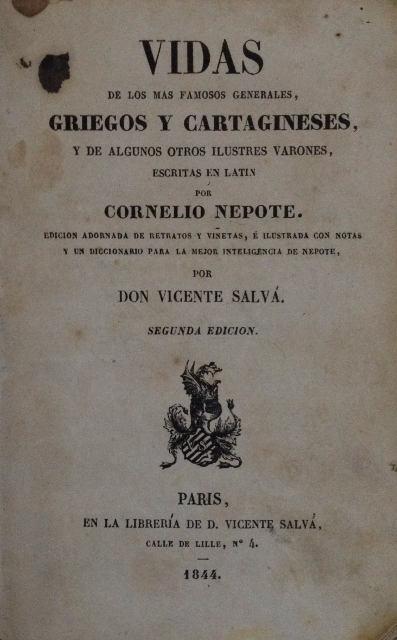 VIDAS
DE LOS MAS FAMOSOS GENERALES,
GRIEGOS Y CARTAGINESES,
Y DE ALGUNOS OTROS ILUSTRES VARONES,
ESCRITAS EN LATIN
POR
CORNELIO NEPOTE.
EDICION ADORNADA DE RETRATOS Y VIÑETAS, É ILUSTRADA CON NOTAS
Y UN DICCIONARIO PARA LA MEJOR INTELIGENCIA DE NEPOTE,
POR
DON VICENTE SALVÁ.
SEGUNDA EDICION.
PARIS,
EN LA LIBRERÍA DE D. VICENTE SALVÁ,
CALLE DE LILLE, Nº 4.
1844.